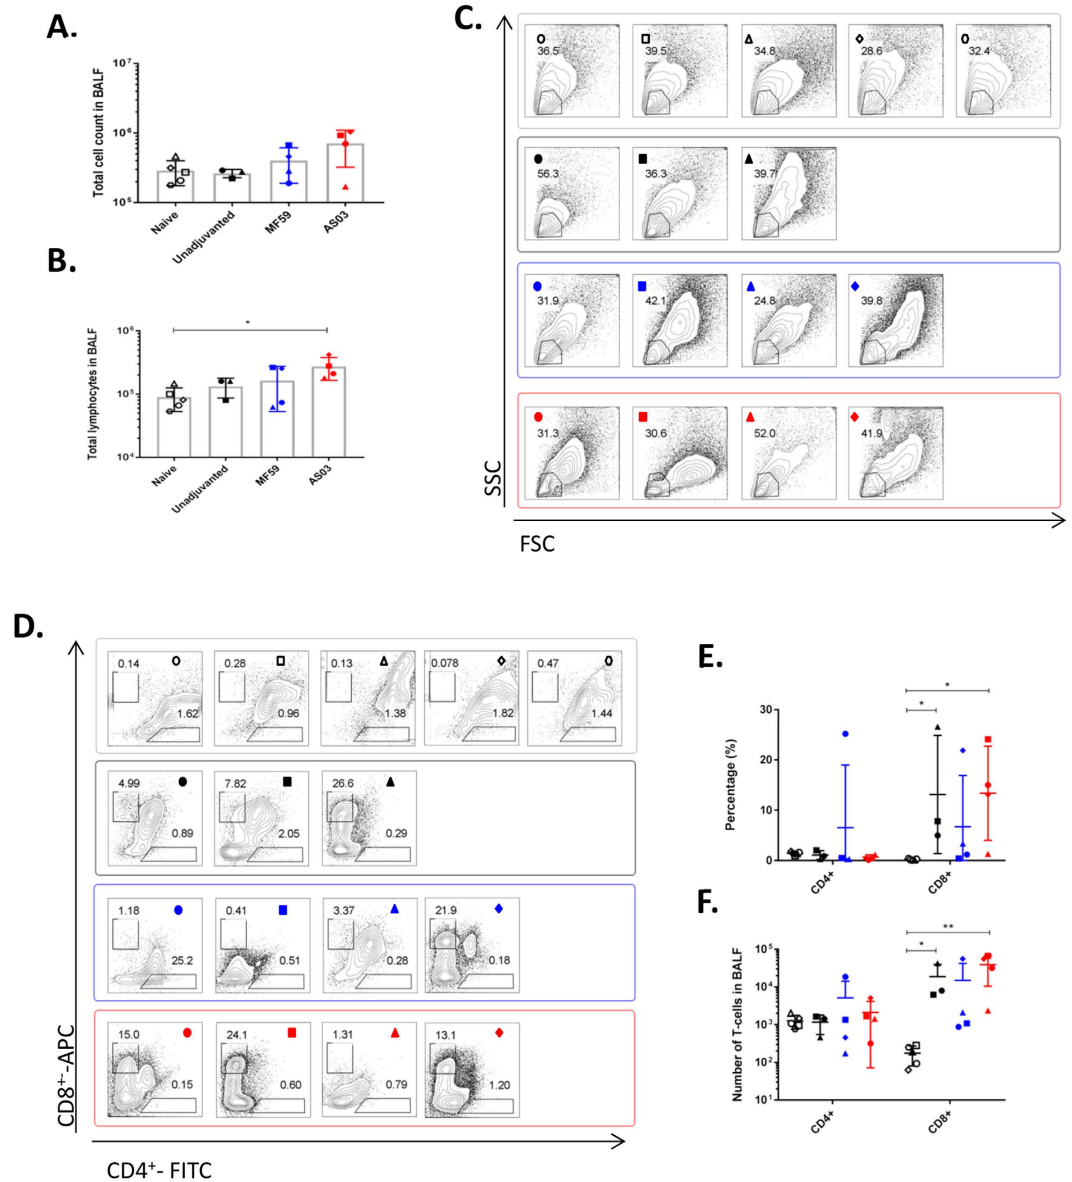 A.
Total cell count in BALF
10⁷
10⁶
10⁵
Naive
Unadjuvanted
MF59
AS03
B.
Total lymphocytes in BALF
10⁶
10⁵
10⁴
*
Naive
Unadjuvanted
MF59
AS03
C.
36.5
39.5
34.8
28.6
32.4
56.3
36.3
39.7
31.9
42.1
24.8
39.8
31.3
30.6
52.0
41.9
SSC
FSC
D.
0.14
0.28
0.13
0.078
0.47
1.62
0.96
1.38
1.82
1.44
4.99
7.82
26.6
0.89
2.05
0.29
1.18
0.41
3.37
21.9
25.2
0.51
0.28
0.18
15.0
24.1
1.31
13.1
0.15
0.60
0.79
1.20
CD8⁺-APC
CD4⁺- FITC
E.
Percentage (%)
30
20
10
0
*
*
CD4⁺
CD8⁺
F.
Number of T-cells in BALF
10⁵
10⁴
10³
10²
10¹
**
*
CD4⁺
CD8⁺